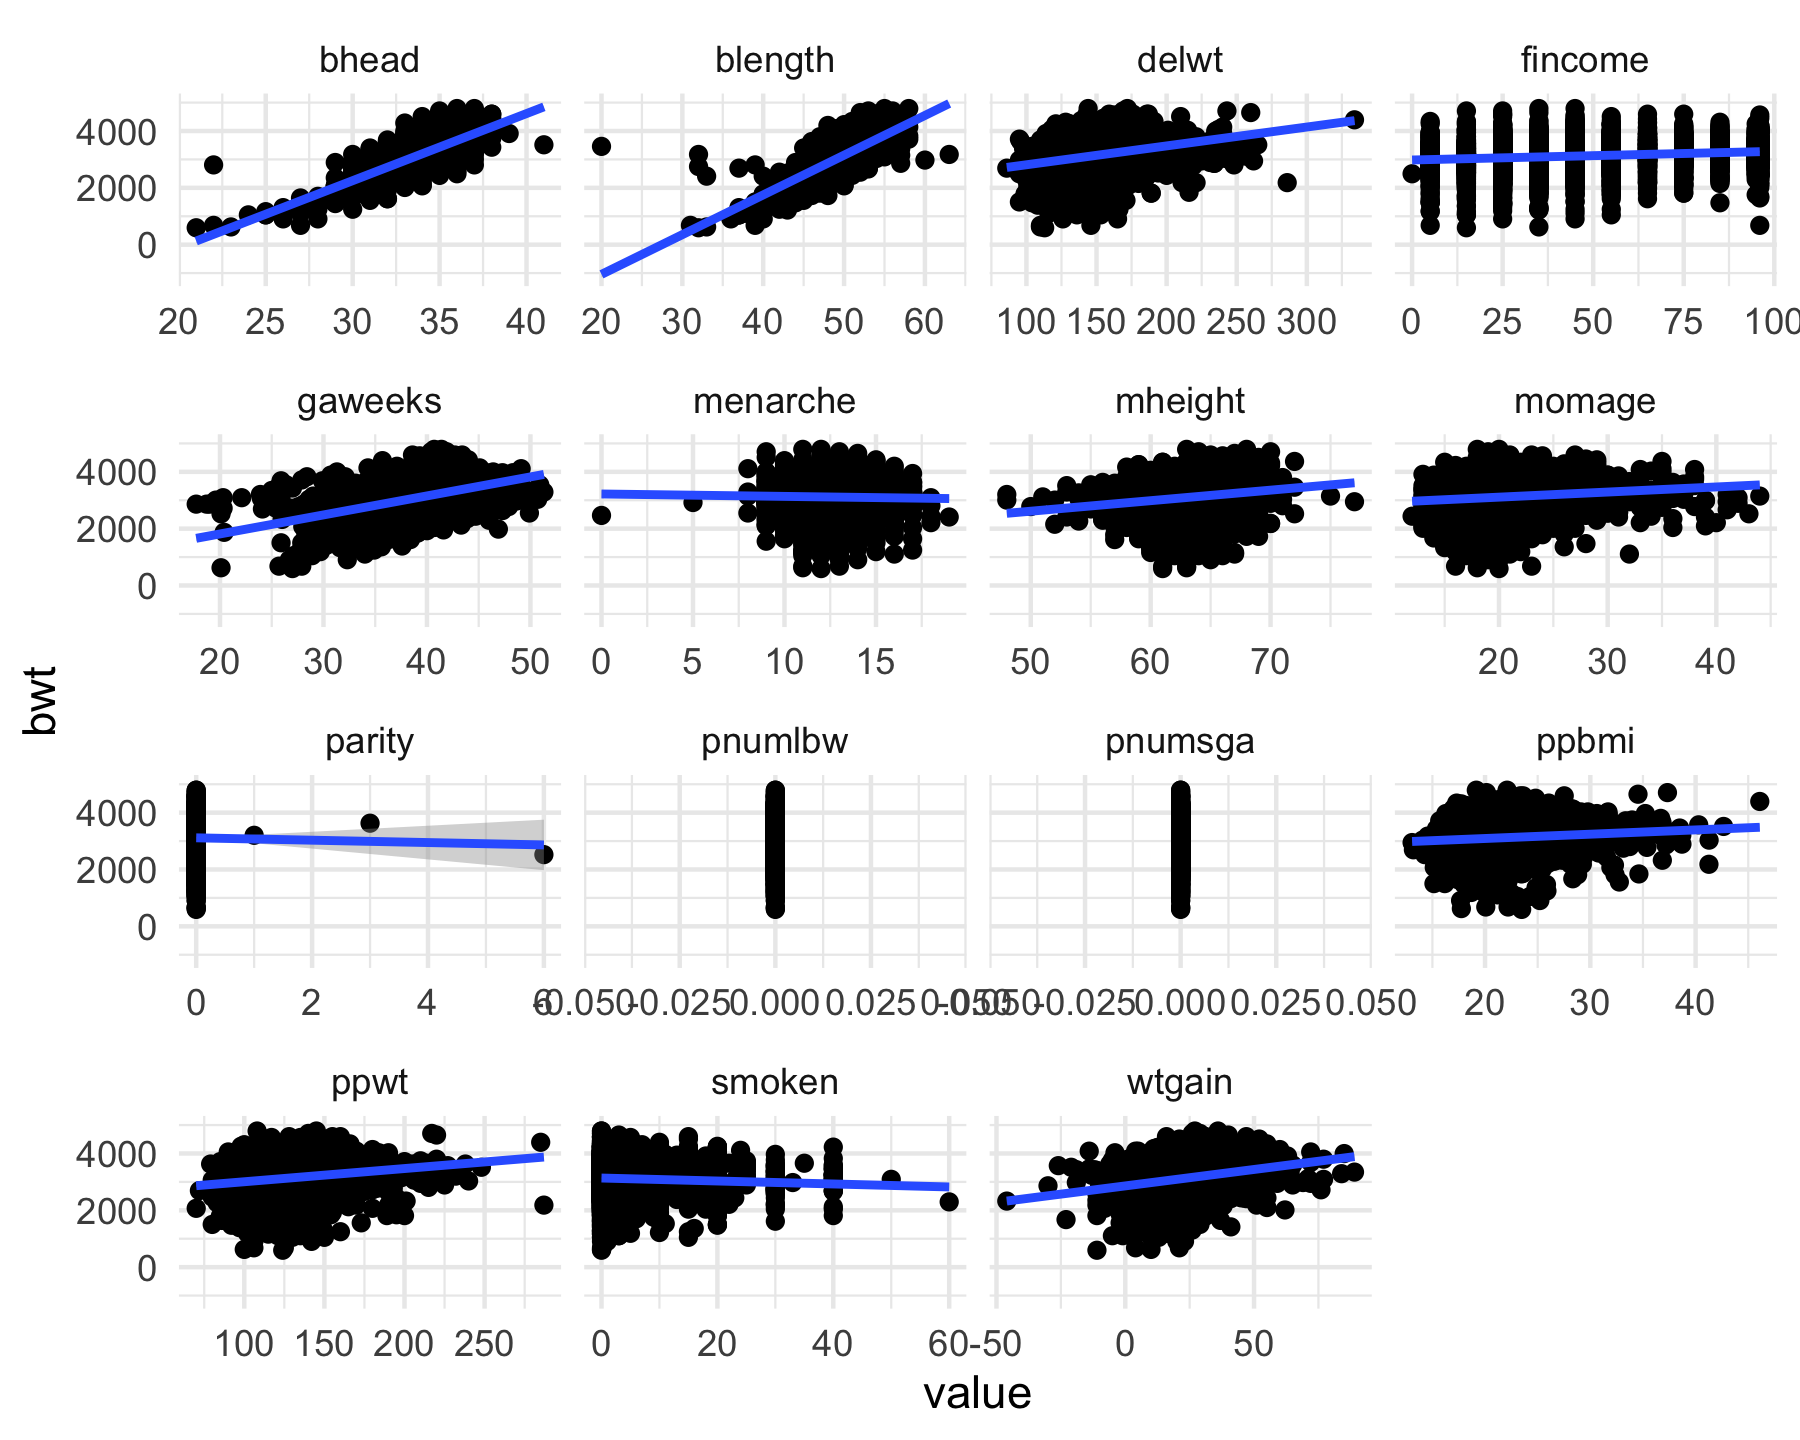 bhead blength delwt fincome
4000
2000
0
20 25 30 35 40 20 30 40 50 60 100 150 200 250 300 0 25 50 75 100
gaweeks menarche mheight momage
4000
2000
0
20 30 40 50 0 5 10 15 50 60 70 20 30 40
bwt
parity pnumlbw pnumsga ppbmi
4000
2000
0
0 2 4 6 -0.050 -0.025 0.000 0.025 0.050 -0.050 -0.025 0.000 0.025 0.050 20 30 40
ppwt smoken wtgain
4000
2000
0
100 150 200 250 0 20 40 60 -50 0 50
value